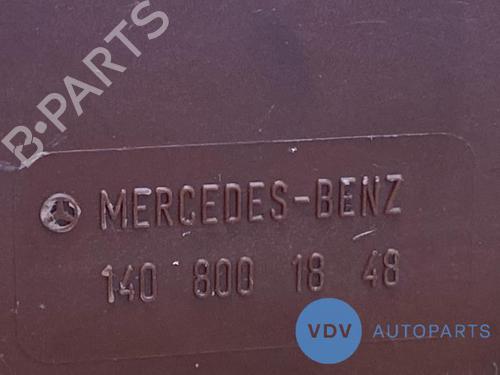 B-PARTS
MERCEDES-BENZ
140 800 18 48
VDV AUTOPARTS